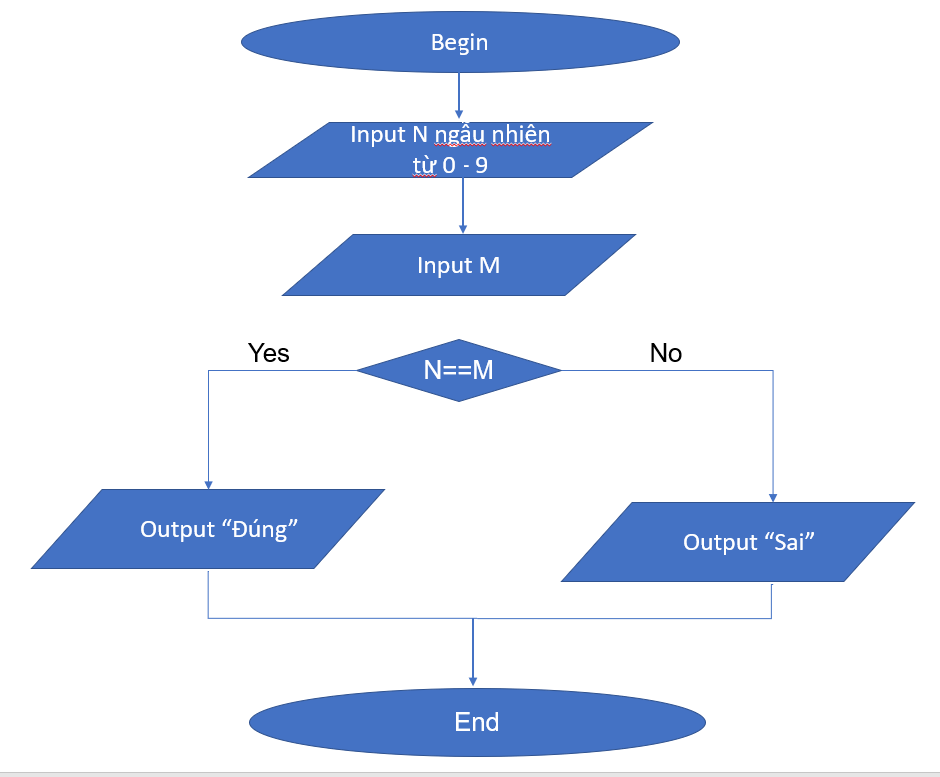 Begin
Input N ngẫu nhiên
từ 0 - 9
Input M
Yes
N==M
No
Output “Đúng”
Output “Sai”
End